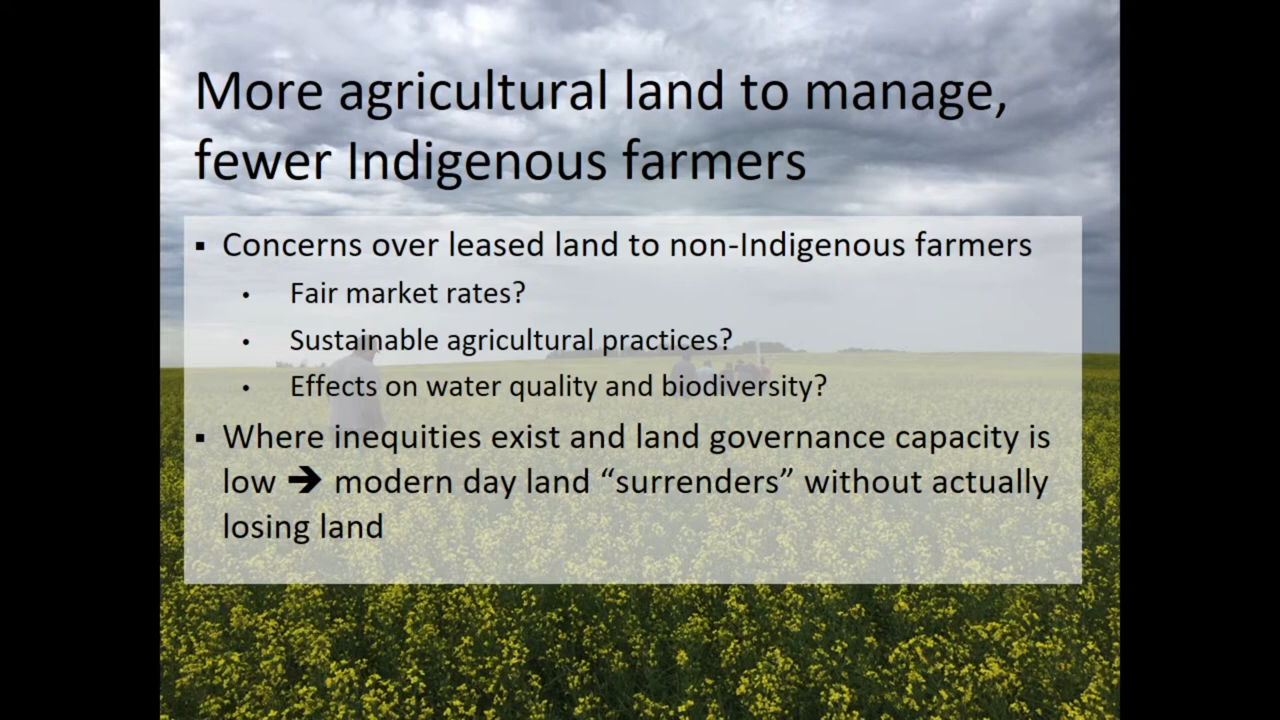 More agricultural land to manage,
fewer Indigenous farmers
▪ Concerns over leased land to non-Indigenous farmers
• Fair market rates?
• Sustainable agricultural practices?
• Effects on water quality and biodiversity?
▪ Where inequities exist and land governance capacity is
low ➔ modern day land “surrenders” without actually
losing land